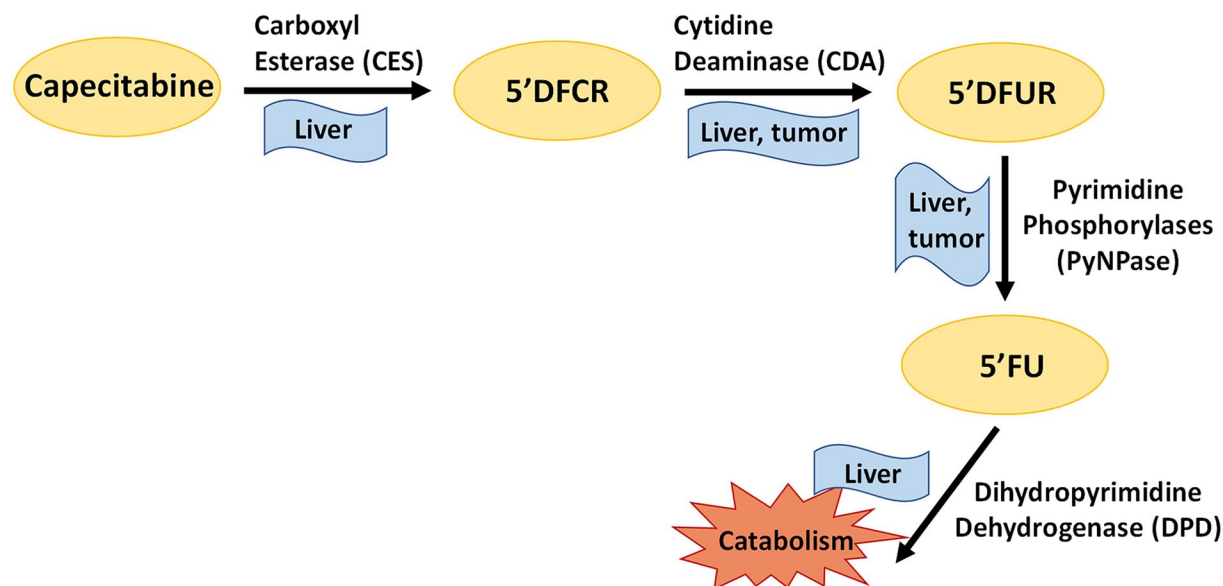 Capecitabine
Carboxyl
Esterase (CES)
Liver
5'DFCR
Cytidine
Deaminase (CDA)
Liver, tumor
5'DFUR
Liver,
tumor
Pyrimidine
Phosphorylases
(PyNPase)
5'FU
Liver
Dihydropyrimidine
Dehydrogenase (DPD)
Catabolism